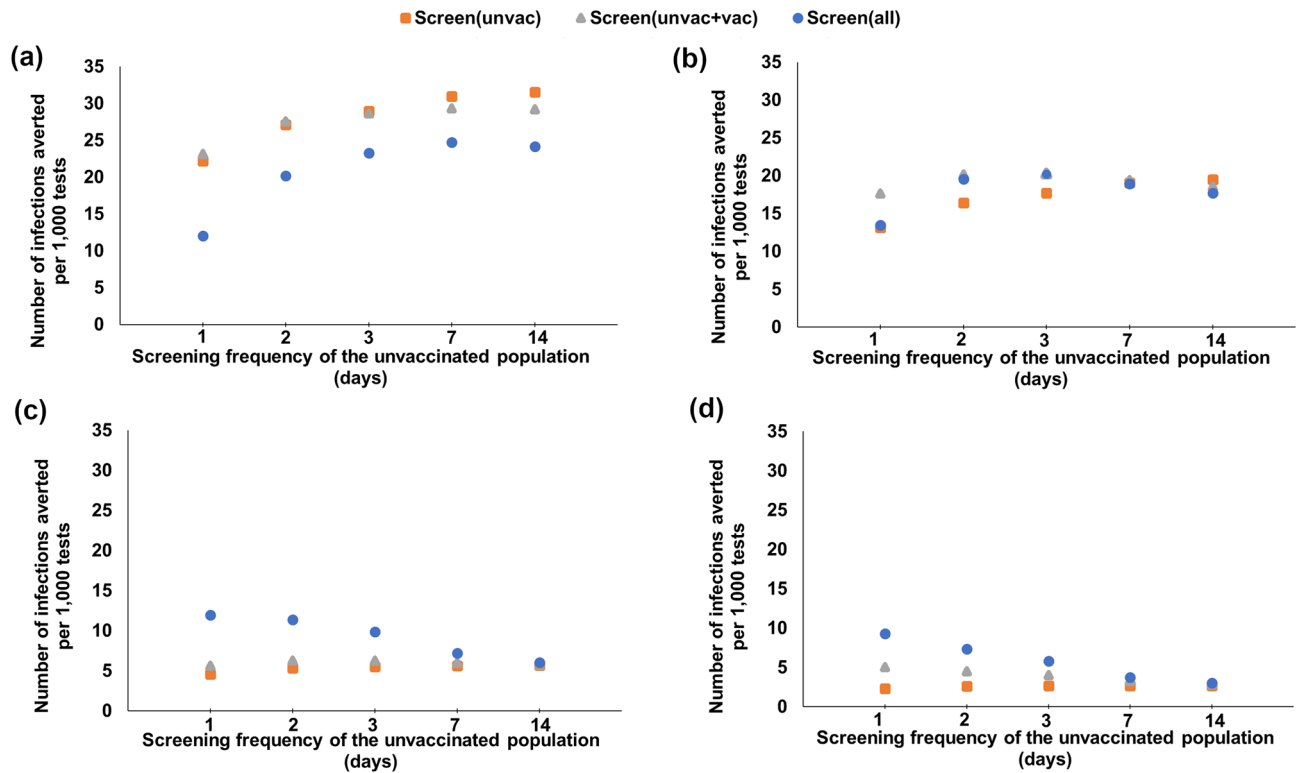 Screen(unvac) Screen(unvac+vac) Screen(all)
(a)
Number of infections averted
per 1,000 tests
35
30
25
20
15
10
5
0
1 2 3 7 14
Screening frequency of the unvaccinated population
(days)
(b)
Number of infections averted
per 1,000 tests
35
30
25
20
15
10
5
0
1 2 3 7 14
Screening frequency of the unvaccinated population
(days)
(c)
Number of infections averted
per 1,000 tests
35
30
25
20
15
10
5
0
1 2 3 7 14
Screening frequency of the unvaccinated population
(days)
(d)
Number of infections averted
per 1,000 tests
35
30
25
20
15
10
5
0
1 2 3 7 14
Screening frequency of the unvaccinated population
(days)